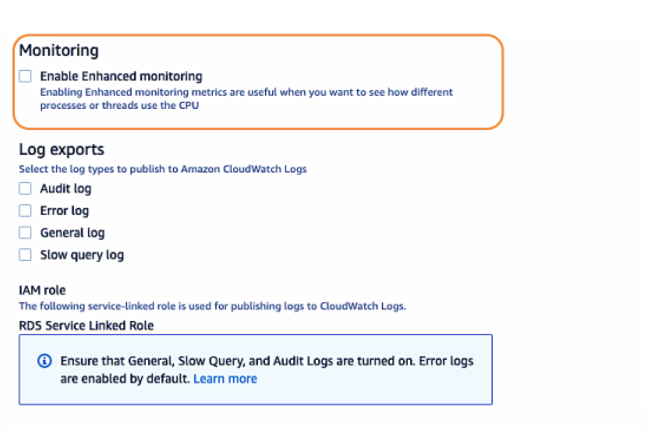 Monitoring
Enable Enhanced monitoring
Enabling Enhanced monitoring metrics are useful when you want to see how different
processes or threads use the CPU
Log exports
Select the log types to publish to Amazon CloudWatch Logs
Audit log
Error log
General log
Slow query log
IAM role
The following service-linked role is used for publishing logs to CloudWatch Logs.
RDS Service Linked Role
Ensure that General, Slow Query, and Audit Logs are turned on. Error logs
are enabled by default. Learn more